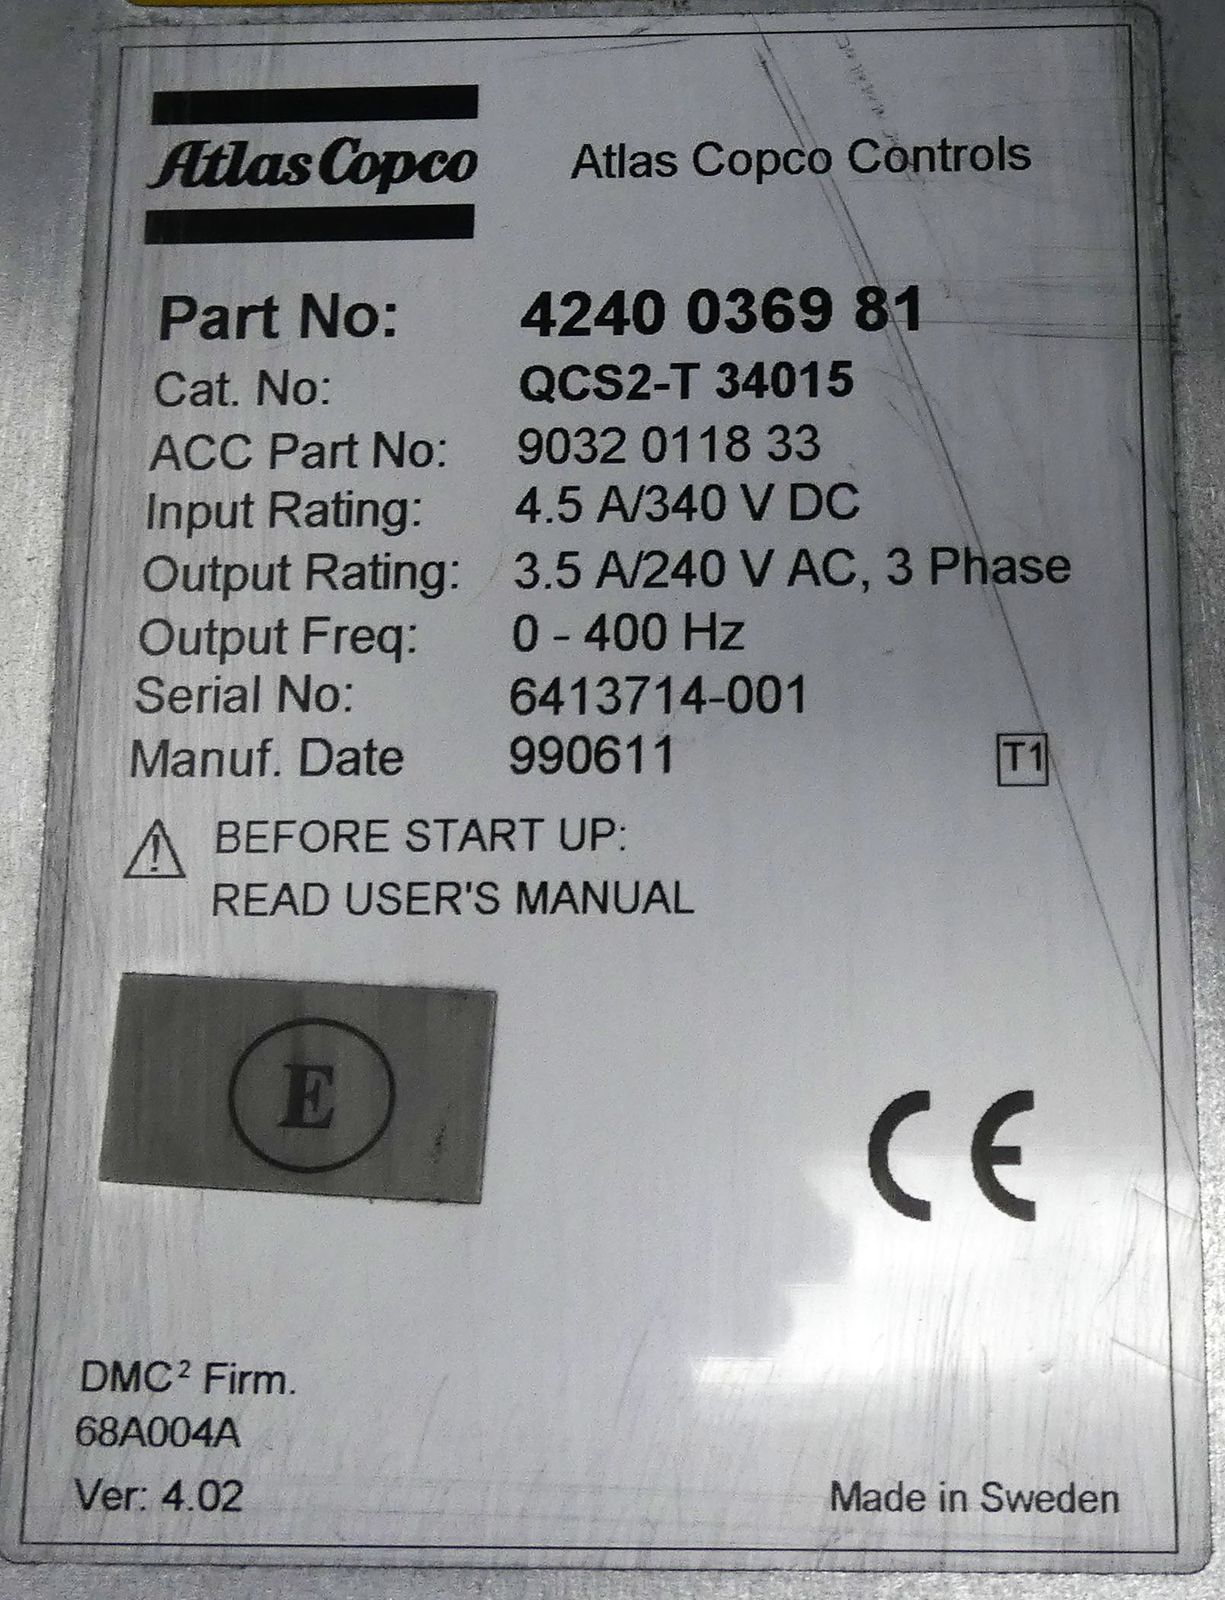 Atlas Copco
Atlas Copco Controls
Part No: 4240 0369 81
Cat. No: QCS2-T 34015
ACC Part No: 9032 0118 33
Input Rating: 4.5 A/340 V DC
Output Rating: 3.5 A/240 V AC, 3 Phase
Output Freq: 0 - 400 Hz
Serial No: 6413714-001
Manuf. Date 990611
T1
BEFORE START UP:
READ USER'S MANUAL
E
CE
DMC² Firm.
68A004A
Ver: 4.02
Made in Sweden